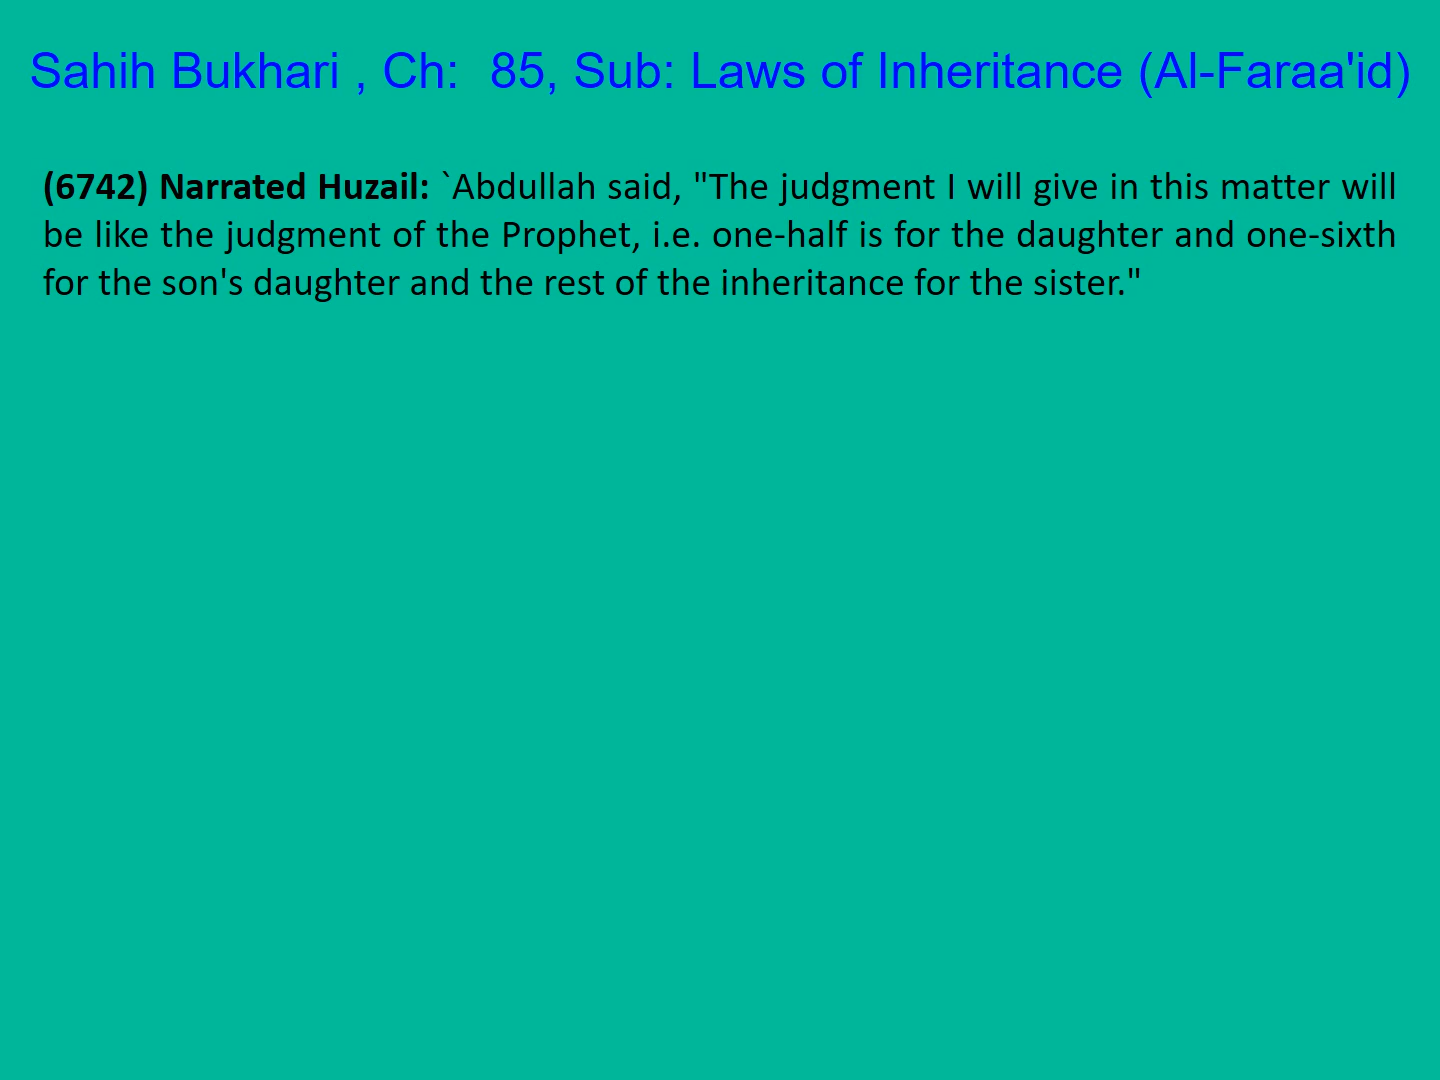 Sahih Bukhari , Ch:  85, Sub: Laws of Inheritance (Al-Faraa'id)
(6742) Narrated Huzail: `Abdullah said, "The judgment I will give in this matter will
be like the judgment of the Prophet, i.e. one-half is for the daughter and one-sixth
for the son's daughter and the rest of the inheritance for the sister."